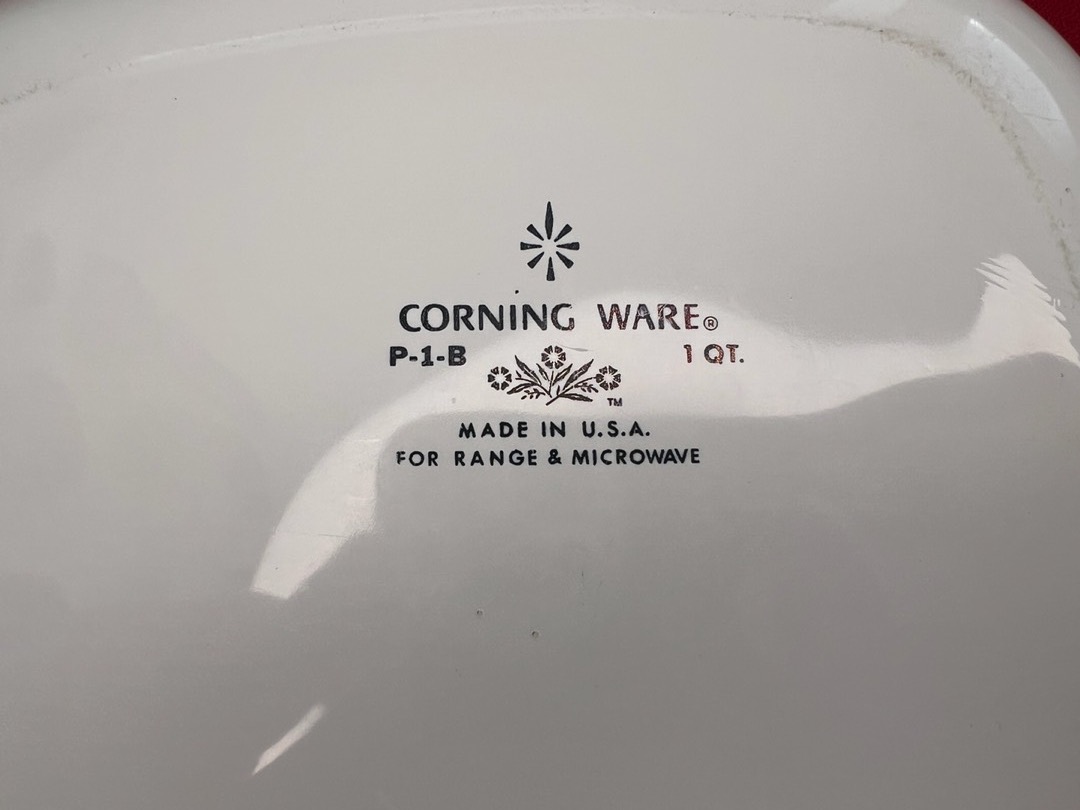 CORNING WARE®
P-1-B 1 QT.
TM
MADE IN U.S.A.
FOR RANGE & MICROWAVE